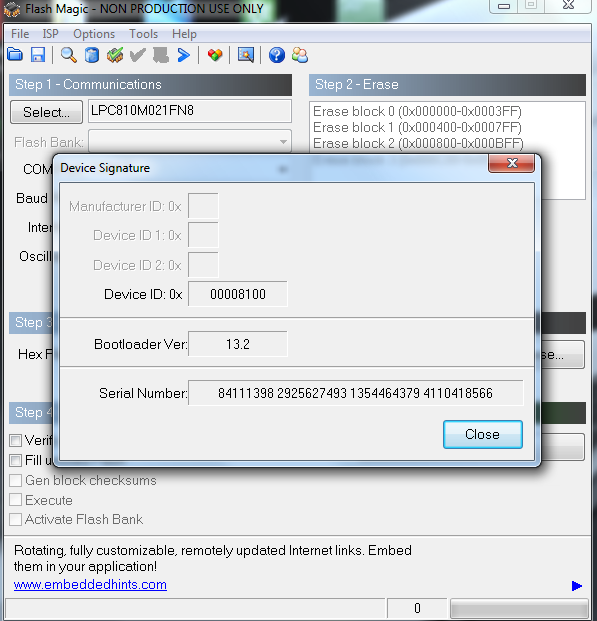 Flash Magic - NON PRODUCTION USE ONLY
File ISP Options Tools Help
Step 1 - Communications
Step 2 - Erase
Select...
LPC810M021FN8
Erase block 0 (0x000000-0x0003FF)
Erase block 1 (0x000400-0x0007FF)
Erase block 2 (0x000800-0x000BFF)
Flash Bank:
COM
Baud
Inter
Oscill
Device Signature
Manufacturer ID: 0x
Device ID 1: 0x
Device ID 2: 0x
Device ID: 0x 00008100
Bootloader Ver: 13.2
Serial Number: 84111398 2925627493 1354464379 4110418566
Close
Step 3
Hex F
se...
Step 4
Verif
Fill u
Gen block checksums
Execute
Activate Flash Bank
Rotating, fully customizable, remotely updated Internet links. Embed
them in your application!
www.embeddedhints.com
0